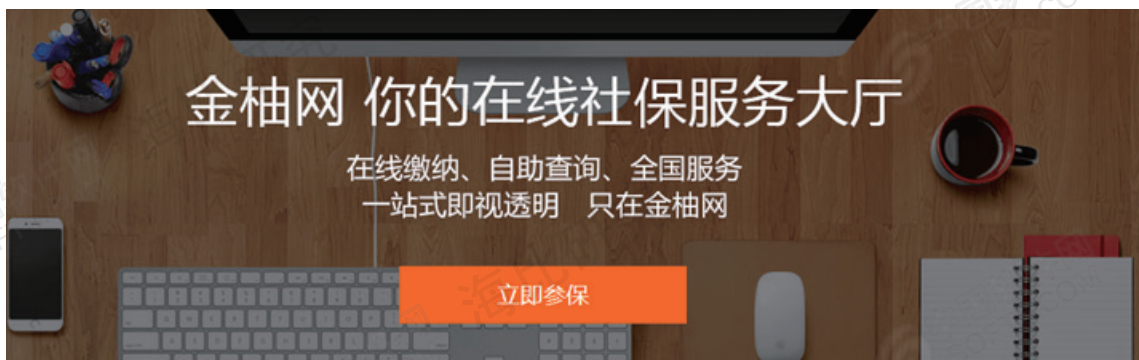 金柚网 你的在线社保服务大厅
在线缴纳、自助查询、全国服务
一站式即视透明 只在金柚网
立即参保